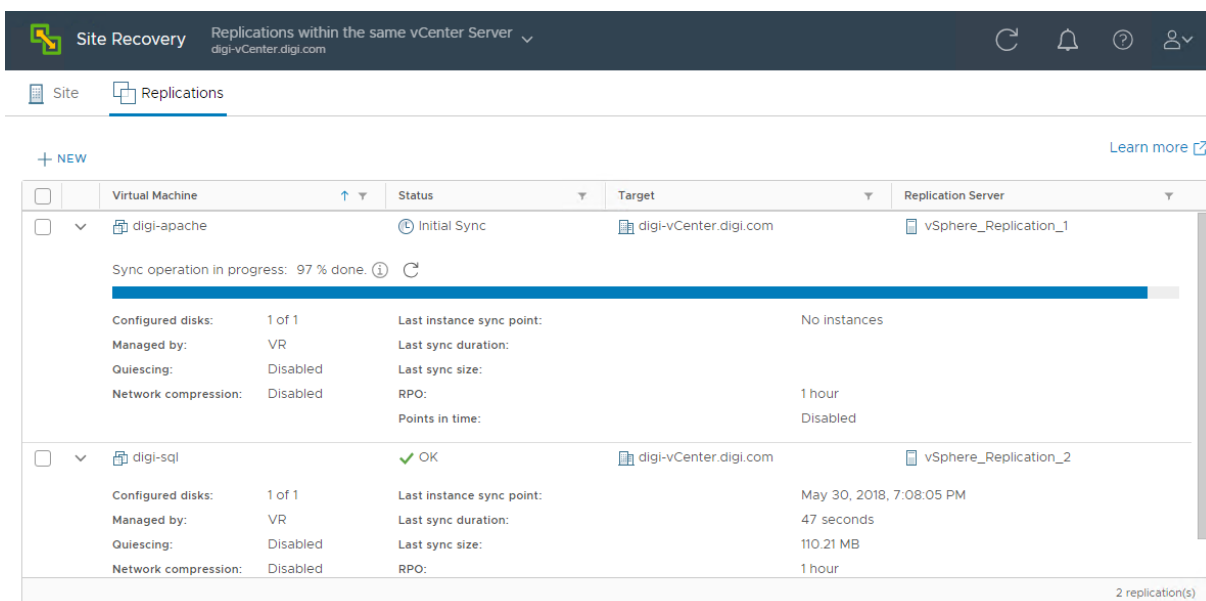 Site Recovery Replications within the same vCenter Server
digi-vCenter.digi.com
Site Replications
Learn more
NEW
Virtual Machine Status Target Replication Server
digi-apache Initial Sync digi-vCenter.digi.com vSphere_Replication_1
Sync operation in progress: 97 % done.
Configured disks: 1 of 1 Last instance sync point: No instances
Managed by: VR Last sync duration:
Quiescing: Disabled Last sync size:
Network compression: Disabled RPO: 1 hour
Points in time: Disabled
digi-sql OK digi-vCenter.digi.com vSphere_Replication_2
Configured disks: 1 of 1 Last instance sync point: May 30, 2018, 7:08:05 PM
Managed by: VR Last sync duration: 47 seconds
Quiescing: Disabled Last sync size: 110.21 MB
Network compression: Disabled RPO: 1 hour
2 replication(s)